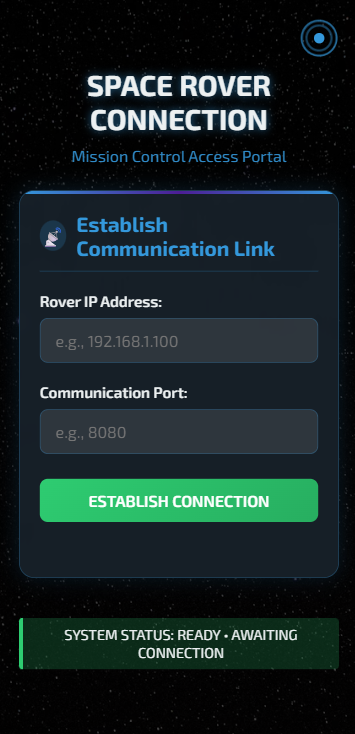 SPACE ROVER
CONNECTION
Mission Control Access Portal
Establish
Communication Link
Rover IP Address:
e.g., 192.168.1.100
Communication Port:
e.g., 8080
ESTABLISH CONNECTION
SYSTEM STATUS: READY • AWAITING
CONNECTION